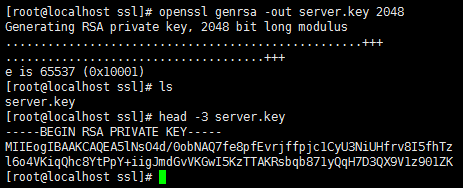 [root@localhost ssl]# openssl genrsa -out server.key 2048
Generating RSA private key, 2048 bit long modulus
...................................................+++
.....................................+++
e is 65537 (0x10001)
[root@localhost ssl]# ls
server.key
[root@localhost ssl]# head -3 server.key
-----BEGIN RSA PRIVATE KEY-----
MIIEogIBAAKCAQEA5lNsO4d/0obNAQ7fe8pfEvrjffpjc1CyU3NiUHfrv8I5fhTz
l6o4VKiqQhc8YtPpY+iigJmdGvVKGwI5KzTTAKRsbqb87lyQqH7D3QX9V1z901ZK
[root@localhost ssl]#